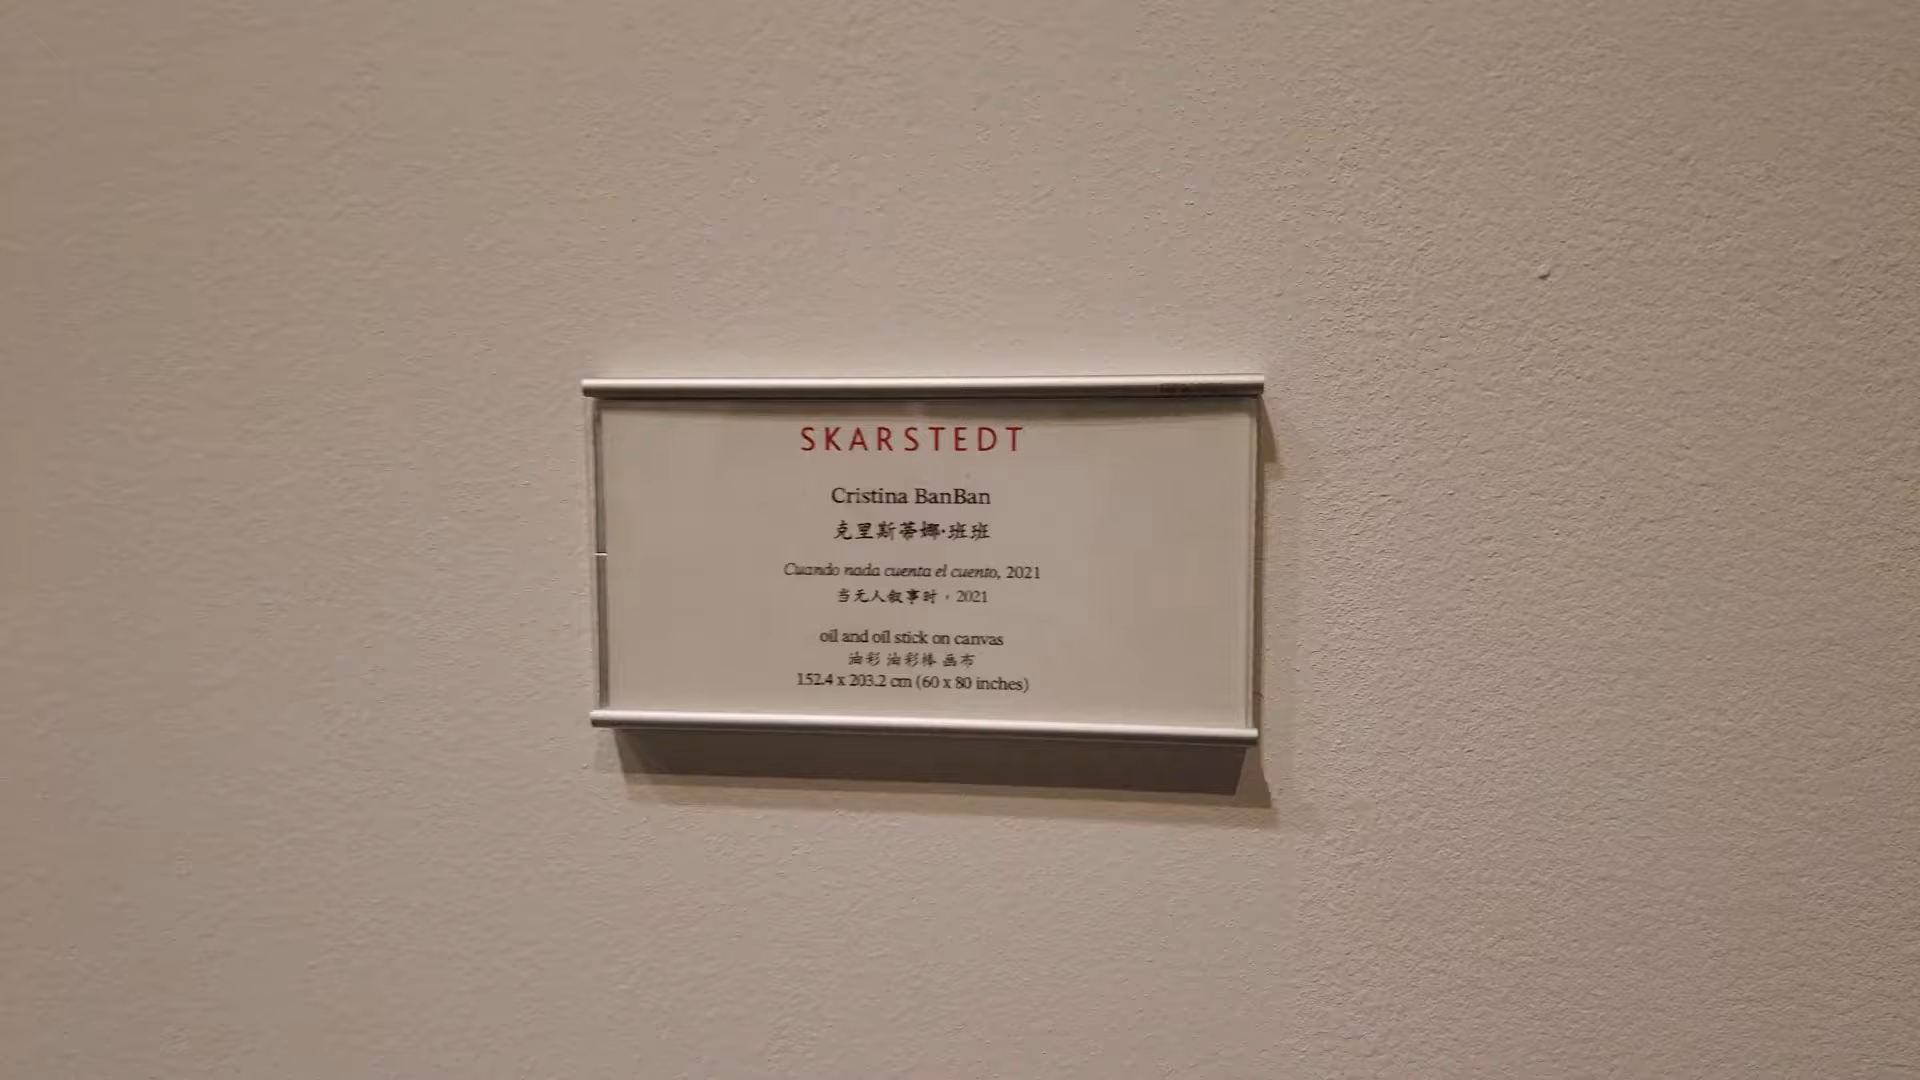 SKARSTEDT
Cristina BanBan
克里斯蒂娜·班班
Cuando nada cuenta el cuento, 2021
当无人叙事时，2021
oil and oil stick on canvas
油彩 油彩棒 画布
152.4 x 203.2 cm (60 x 80 inches)